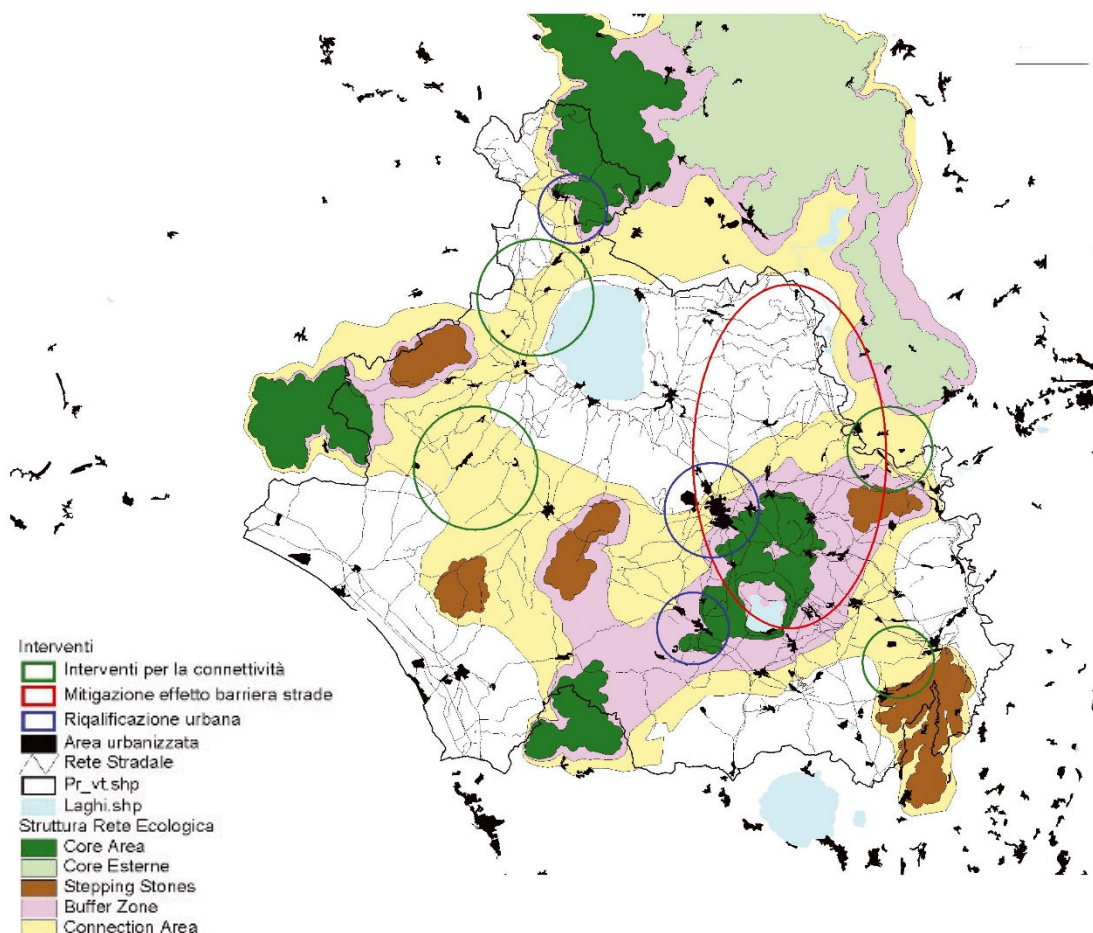 Interventi
Interventi per la connettività
Mitigazione effetto barriera strade
Riqalificazione urbana
Area urbanizzata
Rete Stradale
Pr_vt.shp
Laghi.shp
Struttura Rete Ecologica
Core Area
Core Esterne
Stepping Stones
Buffer Zone
Connection Area